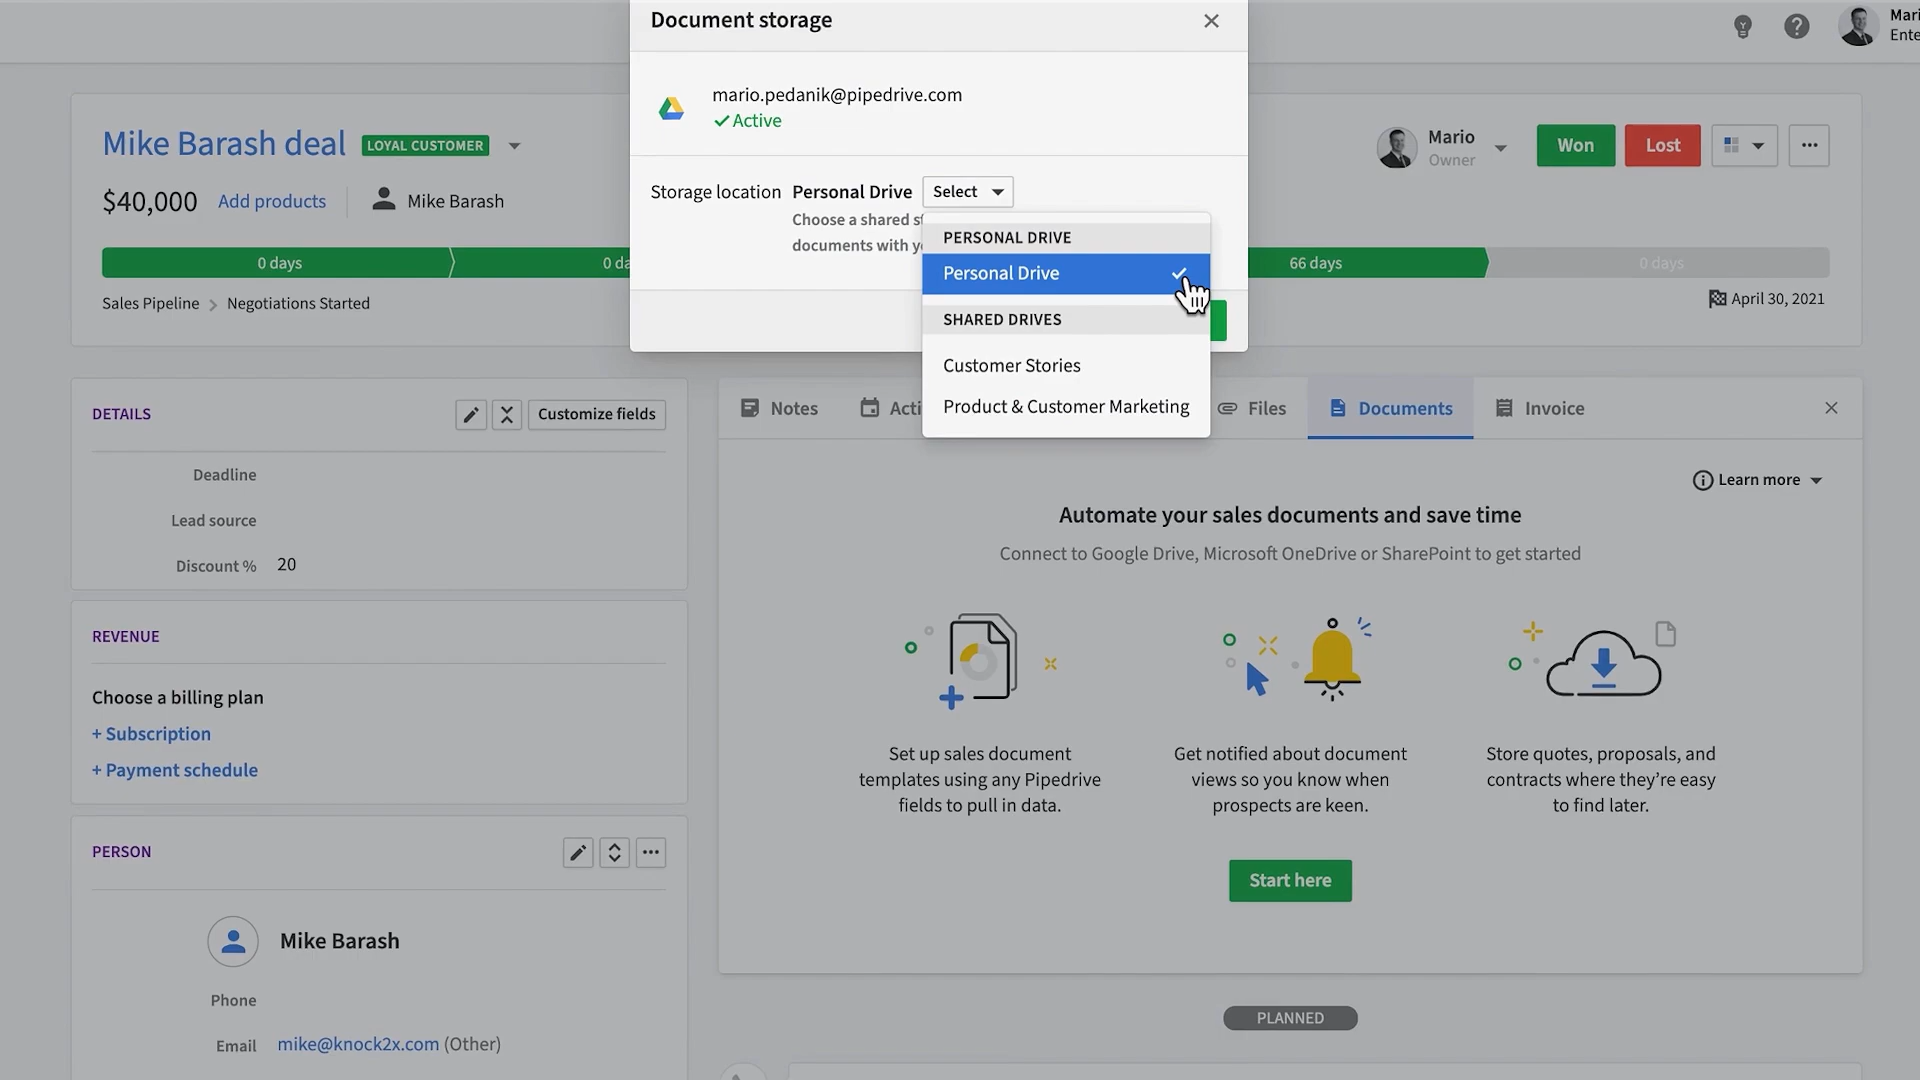 Document storage
Mari
Ente
mario.pedanik@pipedrive.com
Active
Mike Barash deal LOYAL CUSTOMER
$40,000 Add products Mike Barash
Mario
Owner
Won Lost
Storage location Personal Drive Select
Choose a shared s
documents with y
PERSONAL DRIVE
Personal Drive
SHARED DRIVES
Customer Stories
Product & Customer Marketing
0 days 0 da 66 days 0 days
Sales Pipeline Negotiations Started
April 30, 2021
DETAILS
Customize fields
Deadline
Lead source
Discount % 20
REVENUE
Choose a billing plan
+ Subscription
+ Payment schedule
PERSON
Mike Barash
Phone
Email mike@knock2x.com (Other)
Notes Acti Files Documents Invoice
Learn more
Automate your sales documents and save time
Connect to Google Drive, Microsoft OneDrive or SharePoint to get started
Set up sales document
templates using any Pipedrive
fields to pull in data.
Get notified about document
views so you know when
prospects are keen.
Store quotes, proposals, and
contracts where they're easy
to find later.
Start here
PLANNED